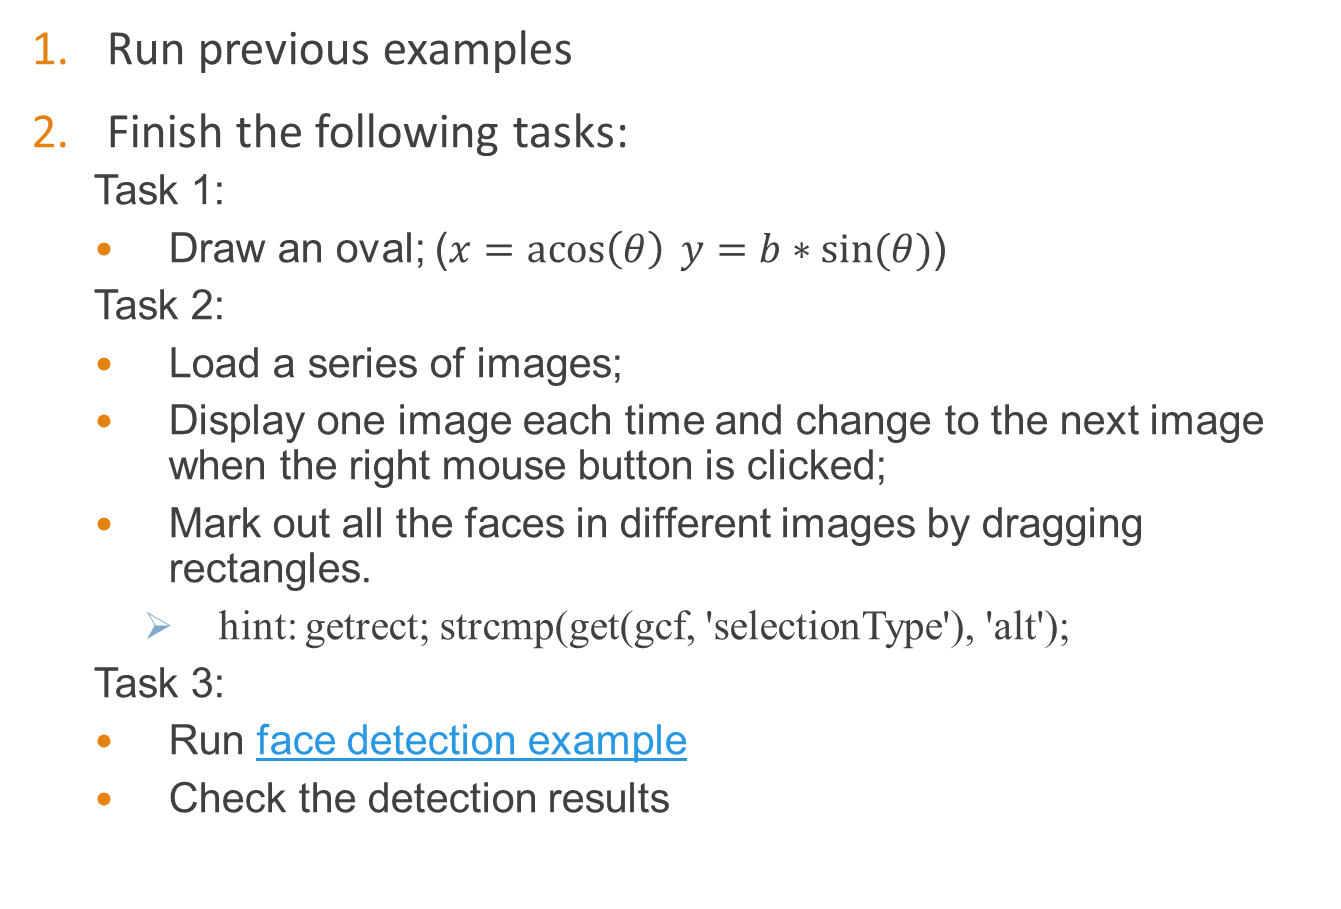 1. Run previous examples
2. Finish the following tasks:
Task 1:
• Draw an oval; (x = acos(θ) y = b ∗ sin(θ))
Task 2:
• Load a series of images;
• Display one image each time and change to the next image
when the right mouse button is clicked;
• Mark out all the faces in different images by dragging
rectangles.
➢ hint: getrect; strcmp(get(gcf, 'selectionType'), 'alt');
Task 3:
• Run face detection example
• Check the detection results